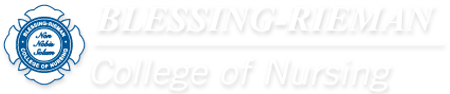 BLESSING-RIEMAN
COLLEGE OF NURSING
Non
Nobis
Solum
BLESSING-RIEMAN
College of Nursing